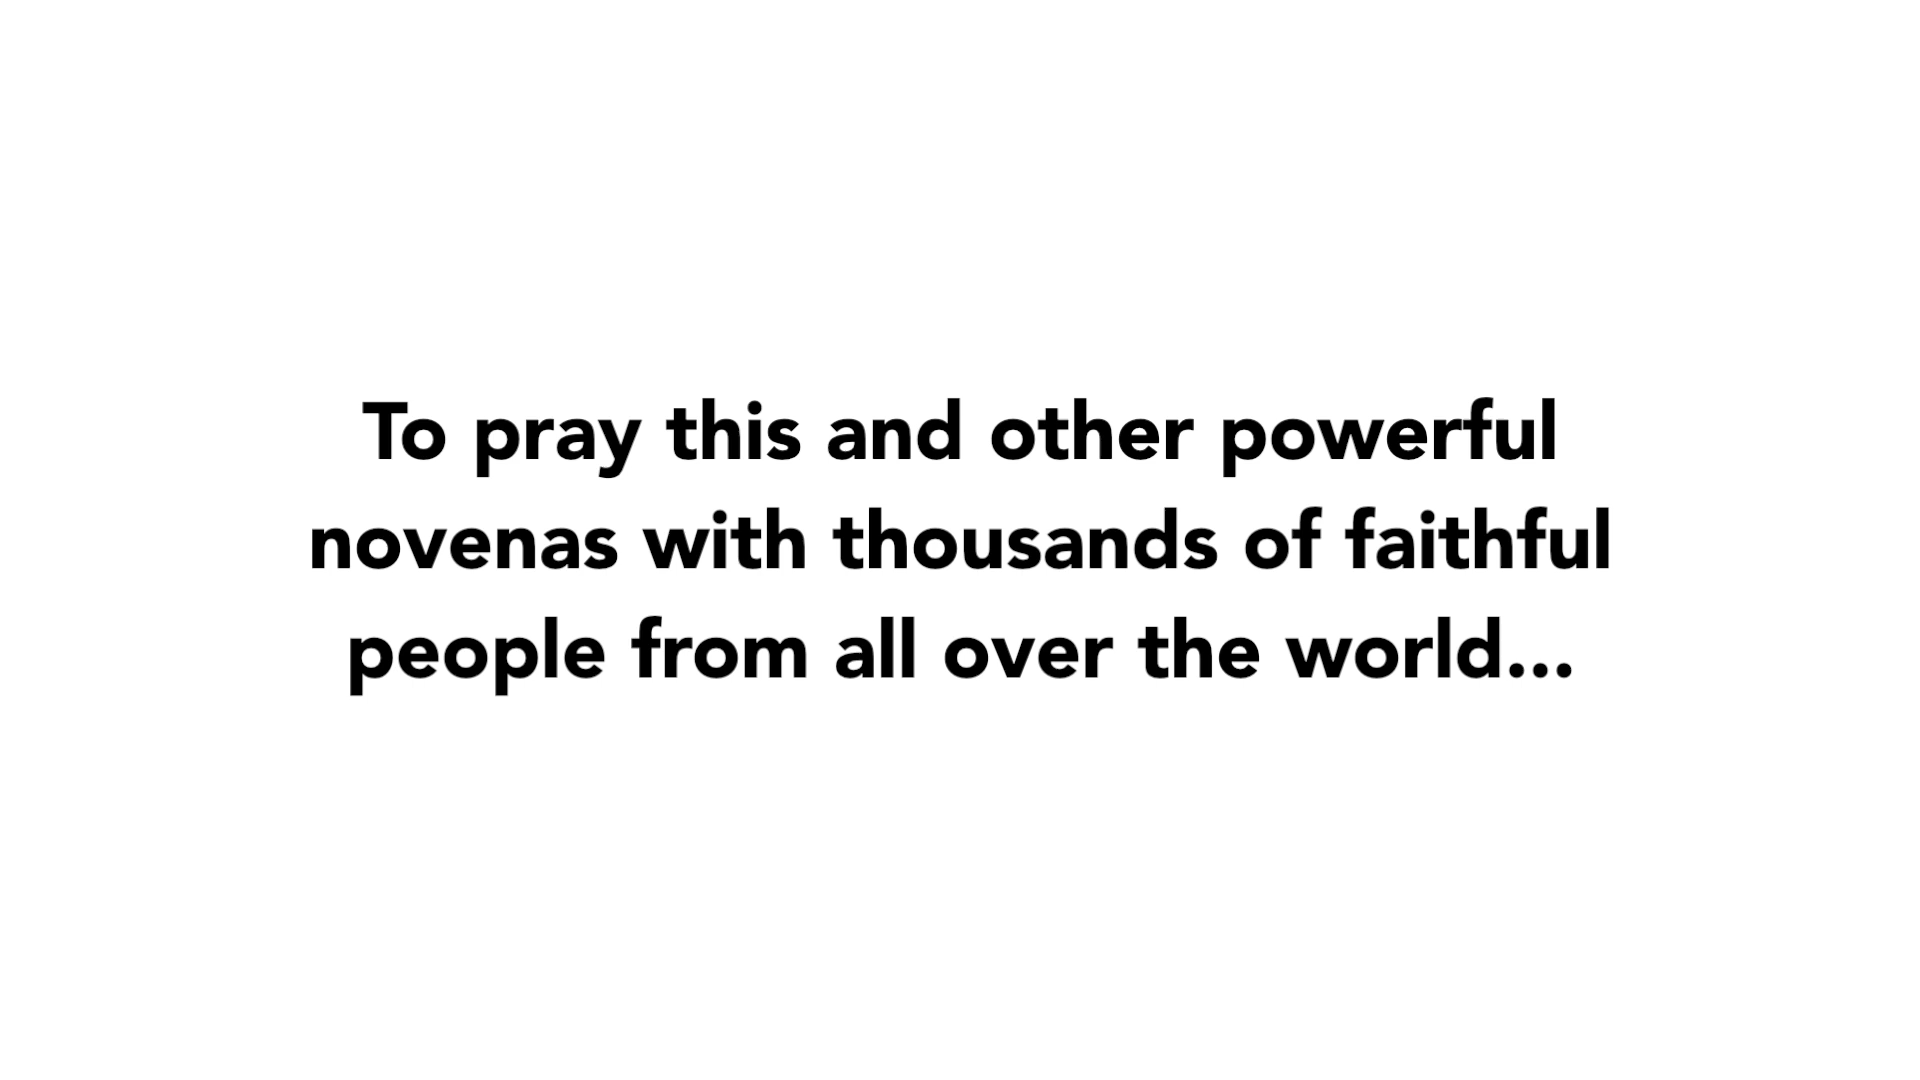 To pray this and other powerful
novenas with thousands of faithful
people from all over the world...